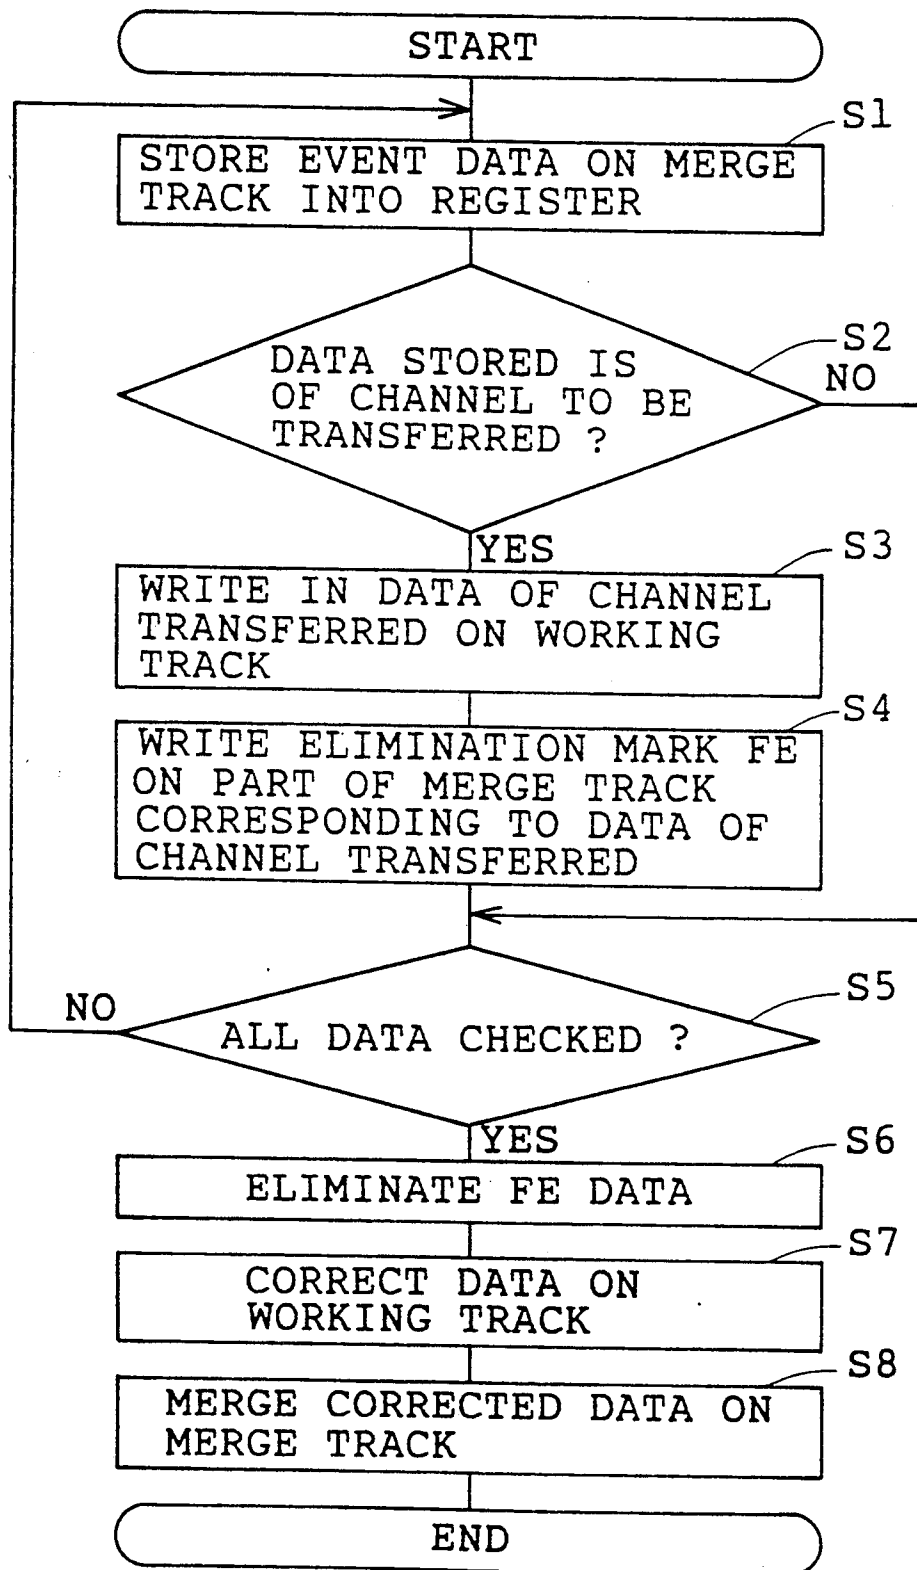 START
S1
STORE EVENT DATA ON MERGE
TRACK INTO REGISTER
S2
DATA STORED IS
OF CHANNEL TO BE
TRANSFERRED ?
NO
YES
S3
WRITE IN DATA OF CHANNEL
TRANSFERRED ON WORKING
TRACK
S4
WRITE ELIMINATION MARK FE
ON PART OF MERGE TRACK
CORRESPONDING TO DATA OF
CHANNEL TRANSFERRED
S5
NO
ALL DATA CHECKED ?
YES
S6
ELIMINATE FE DATA
S7
CORRECT DATA ON
WORKING TRACK
S8
MERGE CORRECTED DATA ON
MERGE TRACK
END